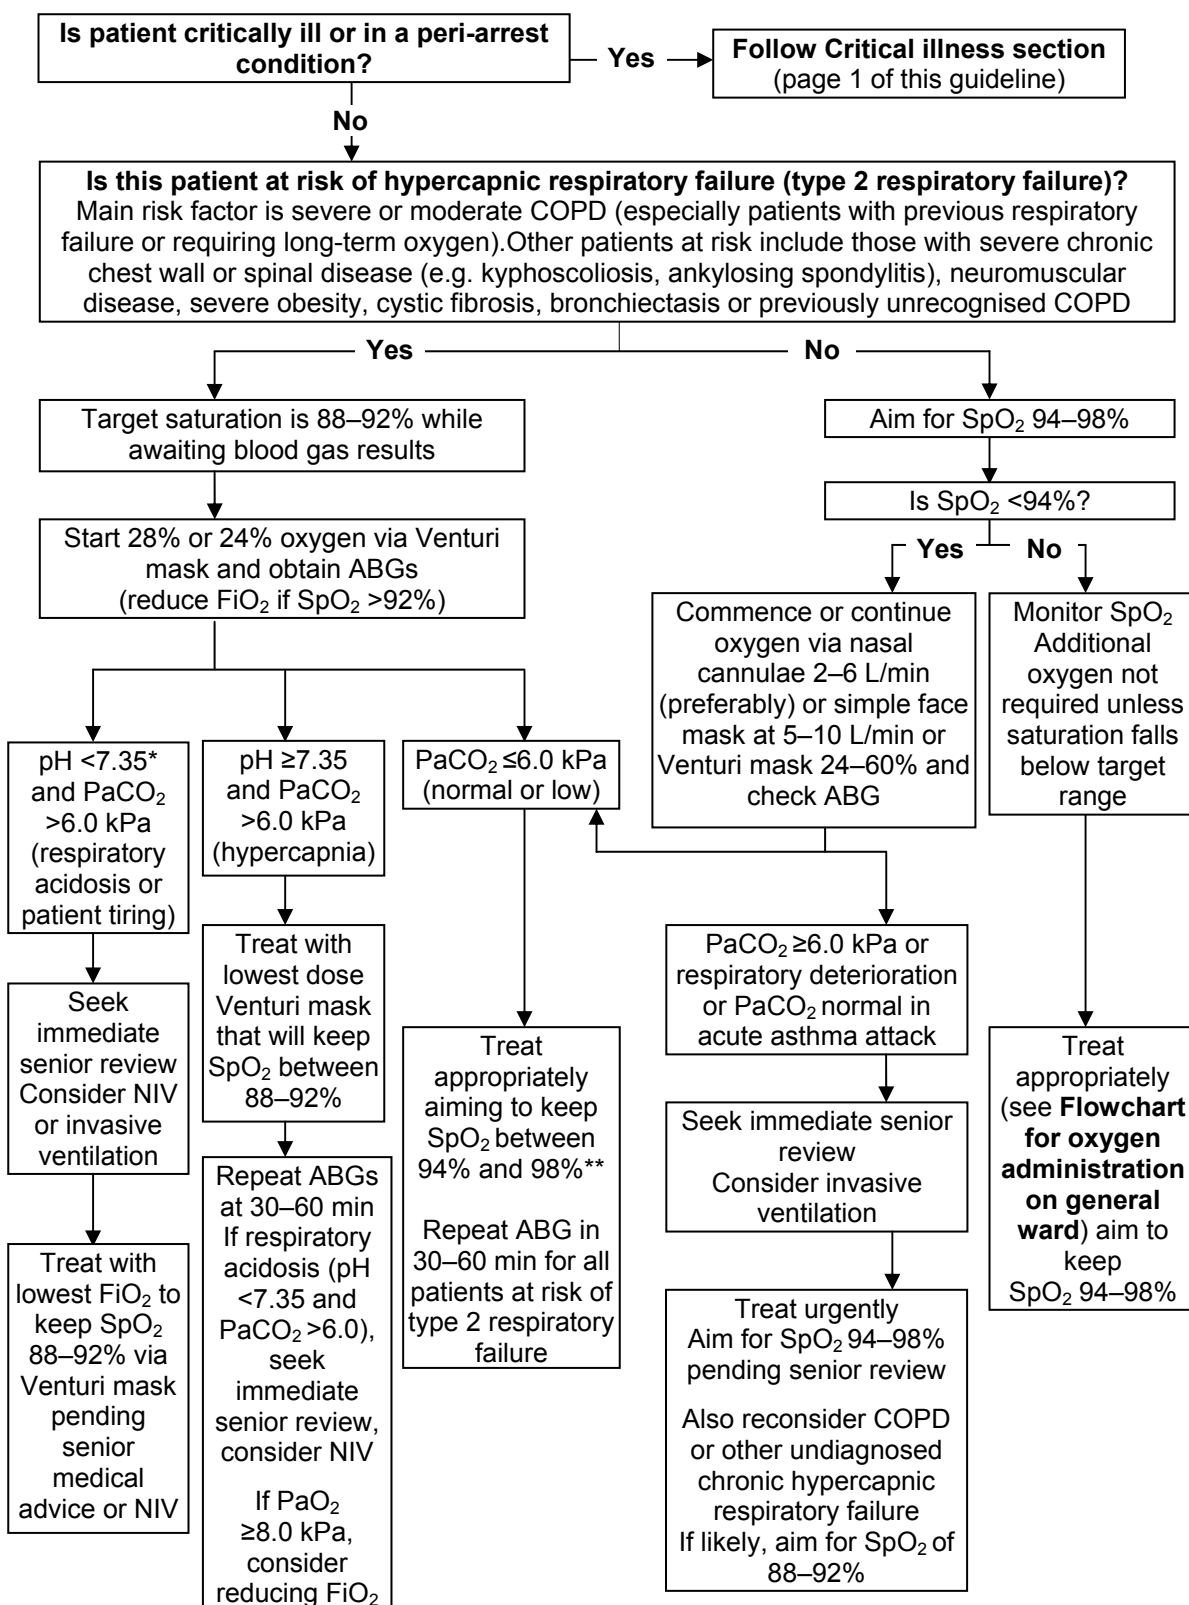 Is patient critically ill or in a peri-arrest
condition?
Yes
Follow Critical illness section
(page 1 of this guideline)
No
Is this patient at risk of hypercapnic respiratory failure (type 2 respiratory failure)?
Main risk factor is severe or moderate COPD (especially patients with previous respiratory
failure or requiring long-term oxygen).Other patients at risk include those with severe chronic
chest wall or spinal disease (e.g. kyphoscoliosis, ankylosing spondylitis), neuromuscular
disease, severe obesity, cystic fibrosis, bronchiectasis or previously unrecognised COPD
Yes
No
Target saturation is 88–92% while
awaiting blood gas results
Aim for SpO₂ 94–98%
Is SpO₂ <94%?
Start 28% or 24% oxygen via Venturi
mask and obtain ABGs
(reduce FiO₂ if SpO₂ >92%)
Yes
No
Commence or continue
oxygen via nasal
cannulae 2–6 L/min
(preferably) or simple face
mask at 5–10 L/min or
Venturi mask 24–60% and
check ABG
Monitor SpO₂
Additional
oxygen not
required unless
saturation falls
below target
range
pH <7.35*
and PaCO₂
>6.0 kPa
(respiratory
acidosis or
patient tiring)
pH ≥7.35
and PaCO₂
>6.0 kPa
(hypercapnia)
PaCO₂ ≤6.0 kPa
(normal or low)
Seek
immediate
senior review
Consider NIV
or invasive
ventilation
Treat with
lowest dose
Venturi mask
that will keep
SpO₂ between
88–92%
PaCO₂ ≥6.0 kPa or
respiratory deterioration
or PaCO₂ normal in
acute asthma attack
Treat
appropriately
aiming to keep
SpO₂ between
94% and 98%**
Repeat ABG in
30–60 min for all
patients at risk of
type 2 respiratory
failure
Seek immediate senior
review
Consider invasive
ventilation
Treat
appropriately
(see Flowchart
for oxygen
administration
on general
ward) aim to
keep
SpO₂ 94–98%
Treat with
lowest FiO₂ to
keep SpO₂
88–92% via
Venturi mask
pending
senior
medical
advice or NIV
Repeat ABGs
at 30–60 min
If respiratory
acidosis (pH
<7.35 and
PaCO₂ >6.0),
seek
immediate
senior review,
consider NIV
If PaO₂
≥8.0 kPa,
consider
reducing FiO₂
Treat urgently
Aim for SpO₂ 94–98%
pending senior review
Also reconsider COPD
or other undiagnosed
chronic hypercapnic
respiratory failure
If likely, aim for SpO₂ of
88–92%